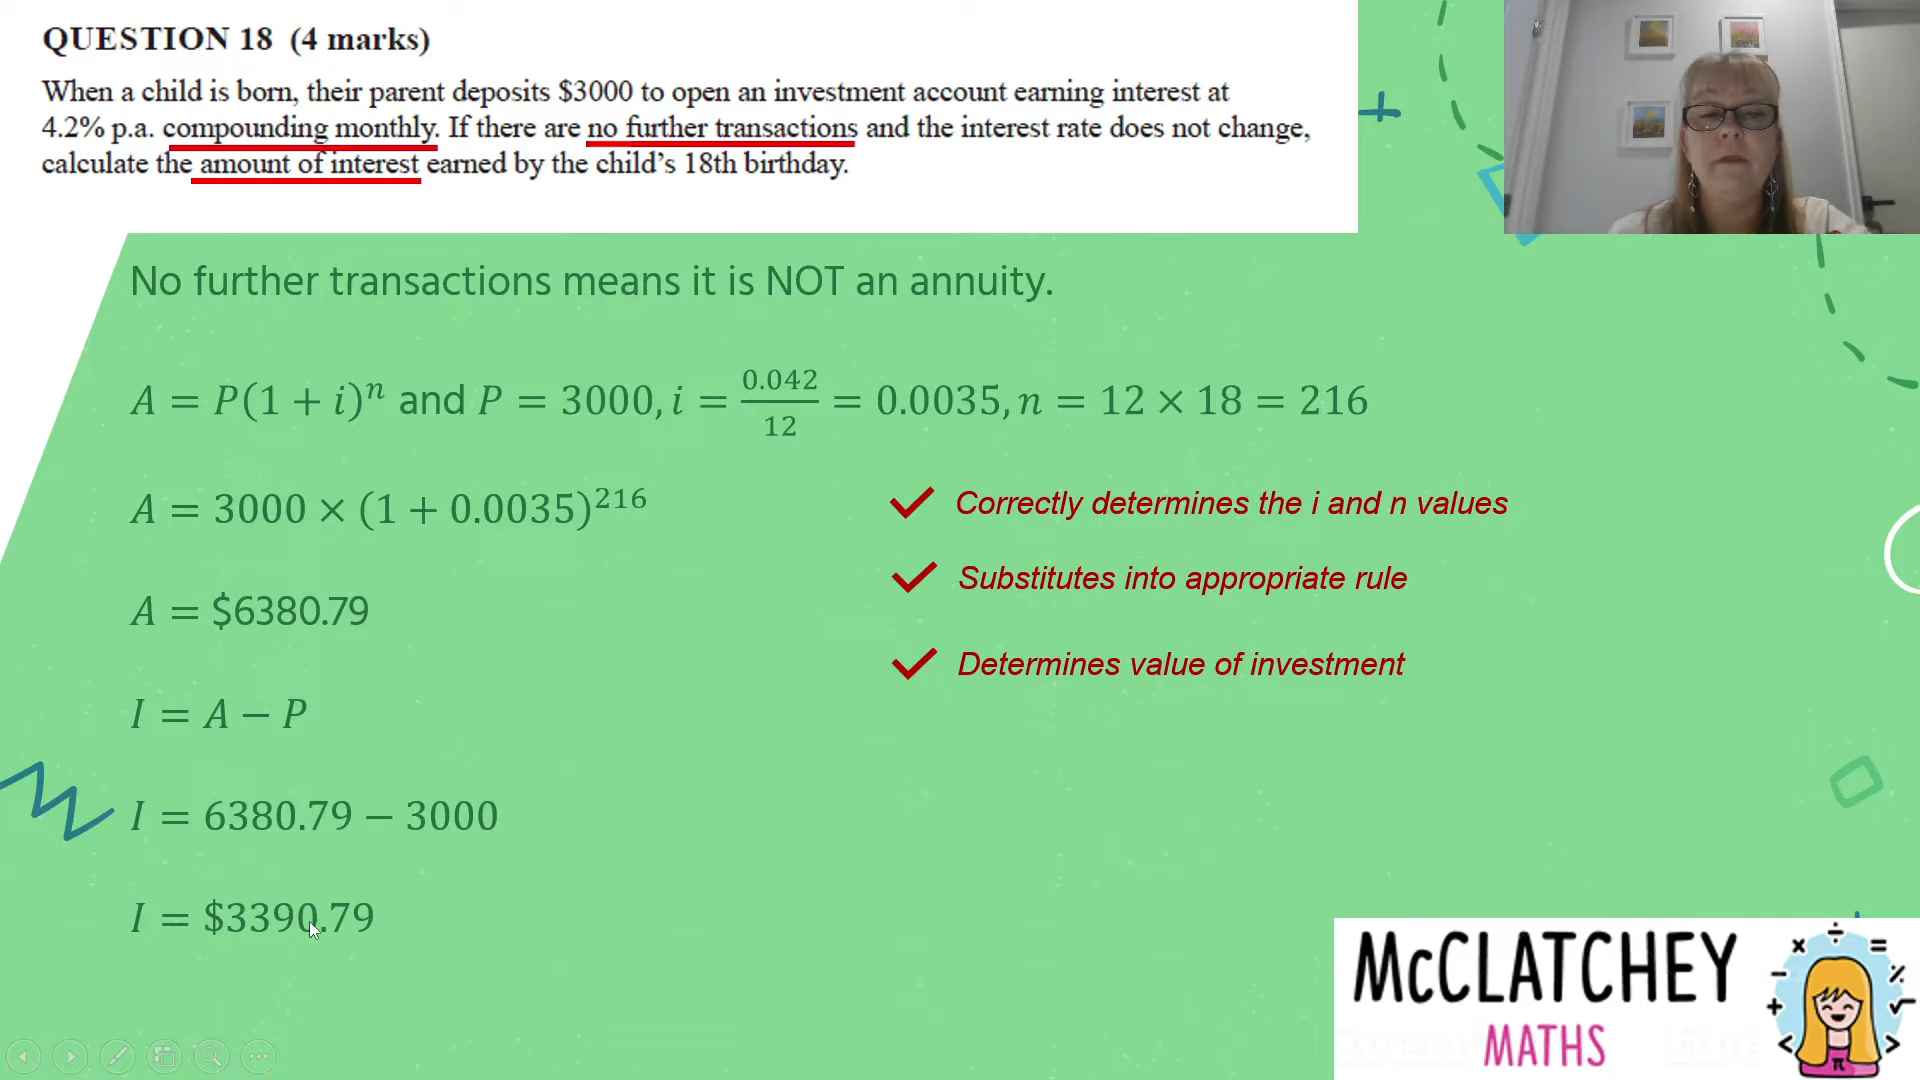 QUESTION 18 (4 marks)
When a child is born, their parent deposits $3000 to open an investment account earning interest at
4.2% p.a. compounding monthly. If there are no further transactions and the interest rate does not change,
calculate the amount of interest earned by the child's 18th birthday.
No further transactions means it is NOT an annuity.
A = P(1 + i)^n and P = 3000, i = 0.042/12 = 0.0035, n = 12 × 18 = 216
A = 3000 × (1 + 0.0035)^216
Correctly determines the i and n values
Substitutes into appropriate rule
A = $6380.79
Determines value of investment
I = A − P
I = 6380.79 − 3000
I = $3390.79
McCLATCHEY
MATHS